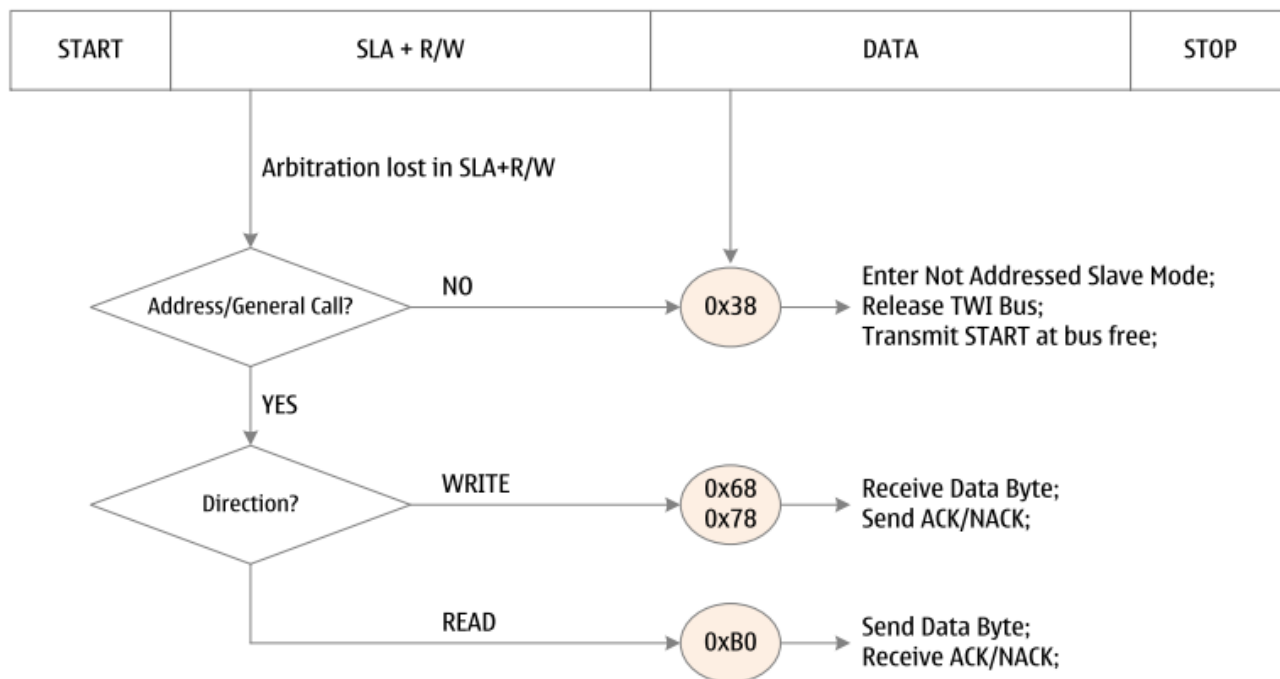 START SLA + R/W DATA STOP
Arbitration lost in SLA+R/W
Address/General Call?
NO
0x38
Enter Not Addressed Slave Mode;
Release TWI Bus;
Transmit START at bus free;
YES
Direction?
WRITE
0x68
0x78
Receive Data Byte;
Send ACK/NACK;
READ
0xB0
Send Data Byte;
Receive ACK/NACK;